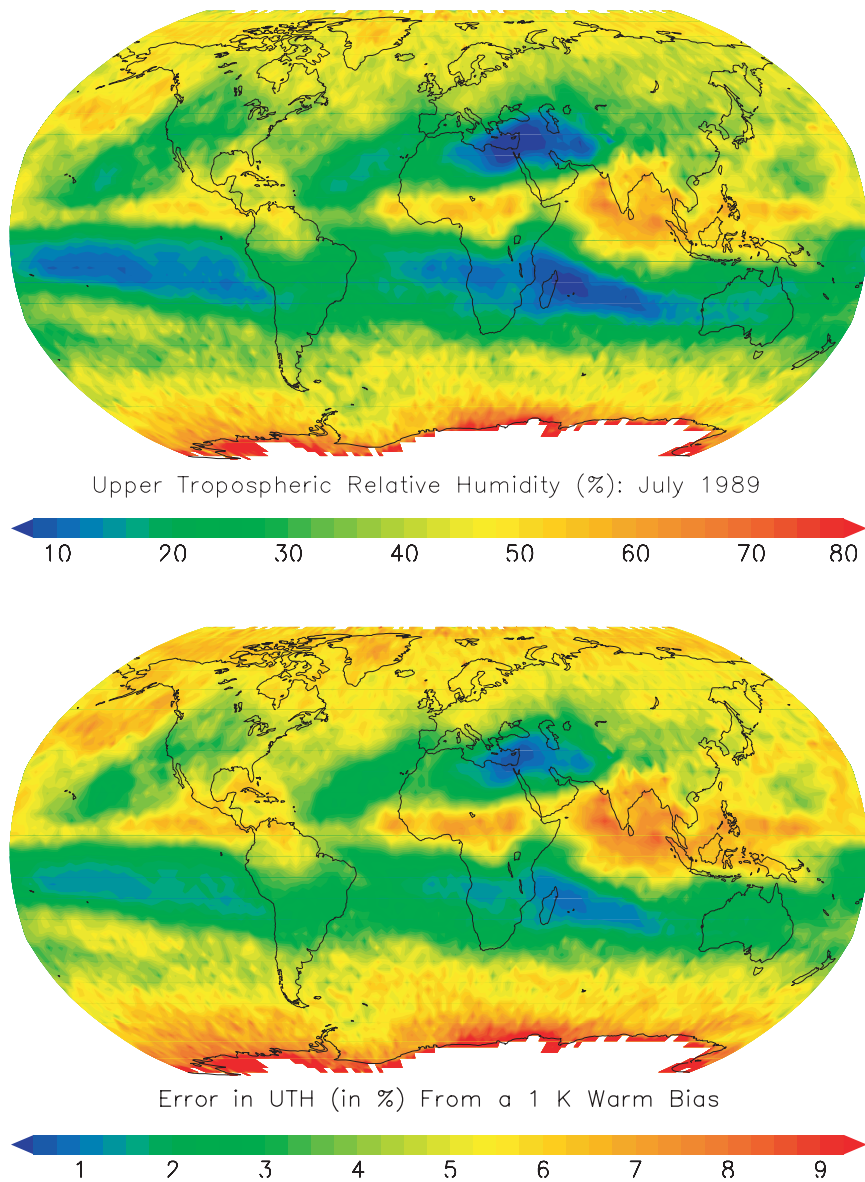 Upper Tropospheric Relative Humidity (%): July 1989
10 20 30 40 50 60 70 80
Error in UTH (in %) From a 1 K Warm Bias
1 2 3 4 5 6 7 8 9